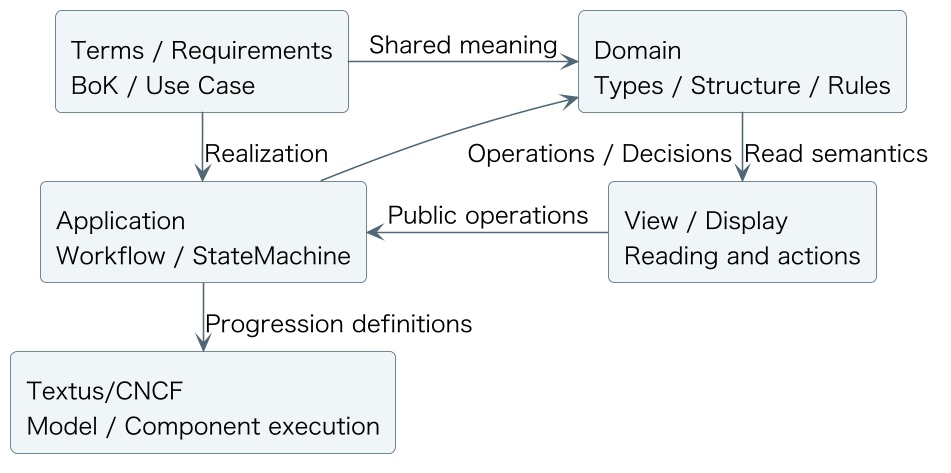 Terms / Requirements
BoK / Use Case
Shared meaning
Domain
Types / Structure / Rules
Realization
Operations / Decisions
Read semantics
Application
Workflow / StateMachine
Public operations
View / Display
Reading and actions
Progression definitions
Textus/CNCF
Model / Component execution